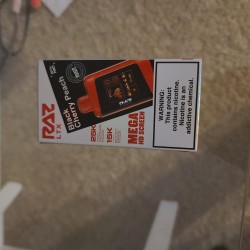 RAZ
LTX
Black
Cherry Peach
25K
15K
MEGA
HD SCREEN
RAZ
WARNING:
This product
contains nicotine.
Nicotine is an
addictive chemical.